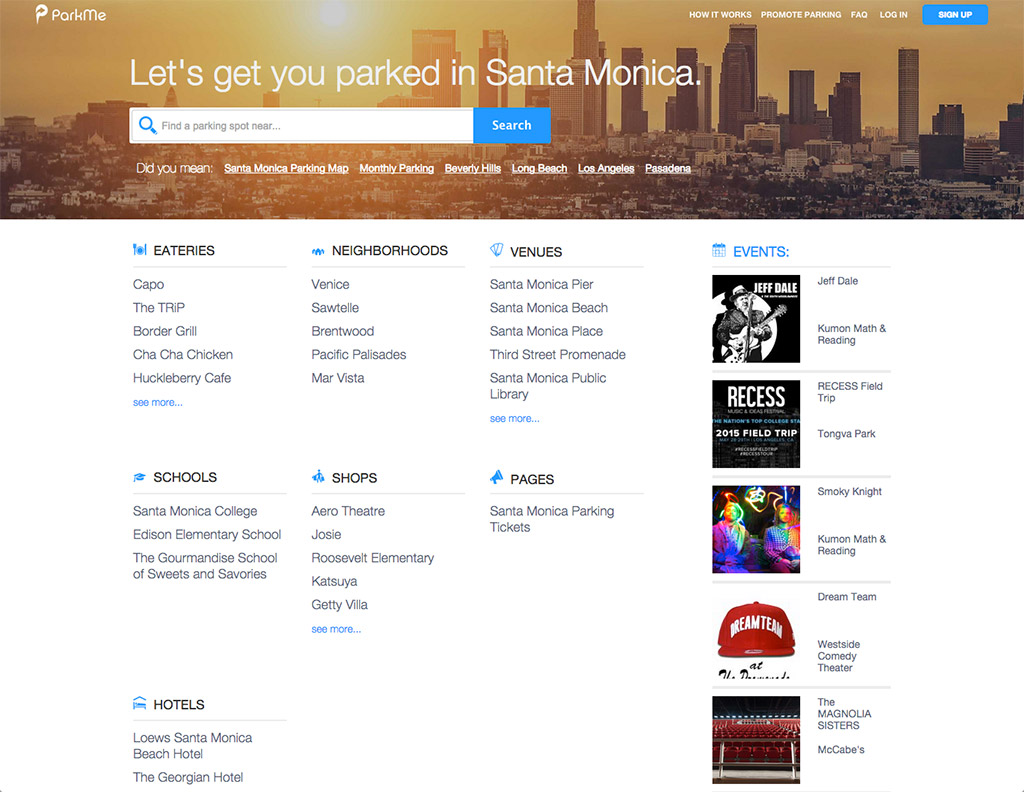 ParkMe
HOW IT WORKS PROMOTE PARKING FAQ LOG IN SIGN UP
Let's get you parked in Santa Monica.
Find a parking spot near... Search
Did you mean: Santa Monica Parking Map Monthly Parking Beverly Hills Long Beach Los Angeles Pasadena
EATERIES
Capo
The TRiP
Border Grill
Cha Cha Chicken
Huckleberry Cafe
see more...
NEIGHBORHOODS
Venice
Sawtelle
Brentwood
Pacific Palisades
Mar Vista
VENUES
Santa Monica Pier
Santa Monica Beach
Santa Monica Place
Third Street Promenade
Santa Monica Public
Library
see more...
SCHOOLS
Santa Monica College
Edison Elementary School
The Gourmandise School
of Sweets and Savories
SHOPS
Aero Theatre
Josie
Roosevelt Elementary
Katsuya
Getty Villa
see more...
PAGES
Santa Monica Parking
Tickets
HOTELS
Loews Santa Monica
Beach Hotel
The Georgian Hotel
EVENTS:
JEFF DALE
Jeff Dale
Kumon Math &
Reading
RECESS
MUSIC & IDEAS FESTIVAL
THE NATION'S TOP COLLEGE
2015 FIELD TRIP
MAY 28-29TH | LOS ANGELES, CA
#RECESSFIELDTRIP
#RECESSTOUR
RECESS Field
Trip
Tongva Park
Smoky Knight
Kumon Math &
Reading
DREAMTEAM
at
The Promenade
Dream Team
Westside
Comedy
Theater
The
MAGNOLIA
SISTERS
McCabe's